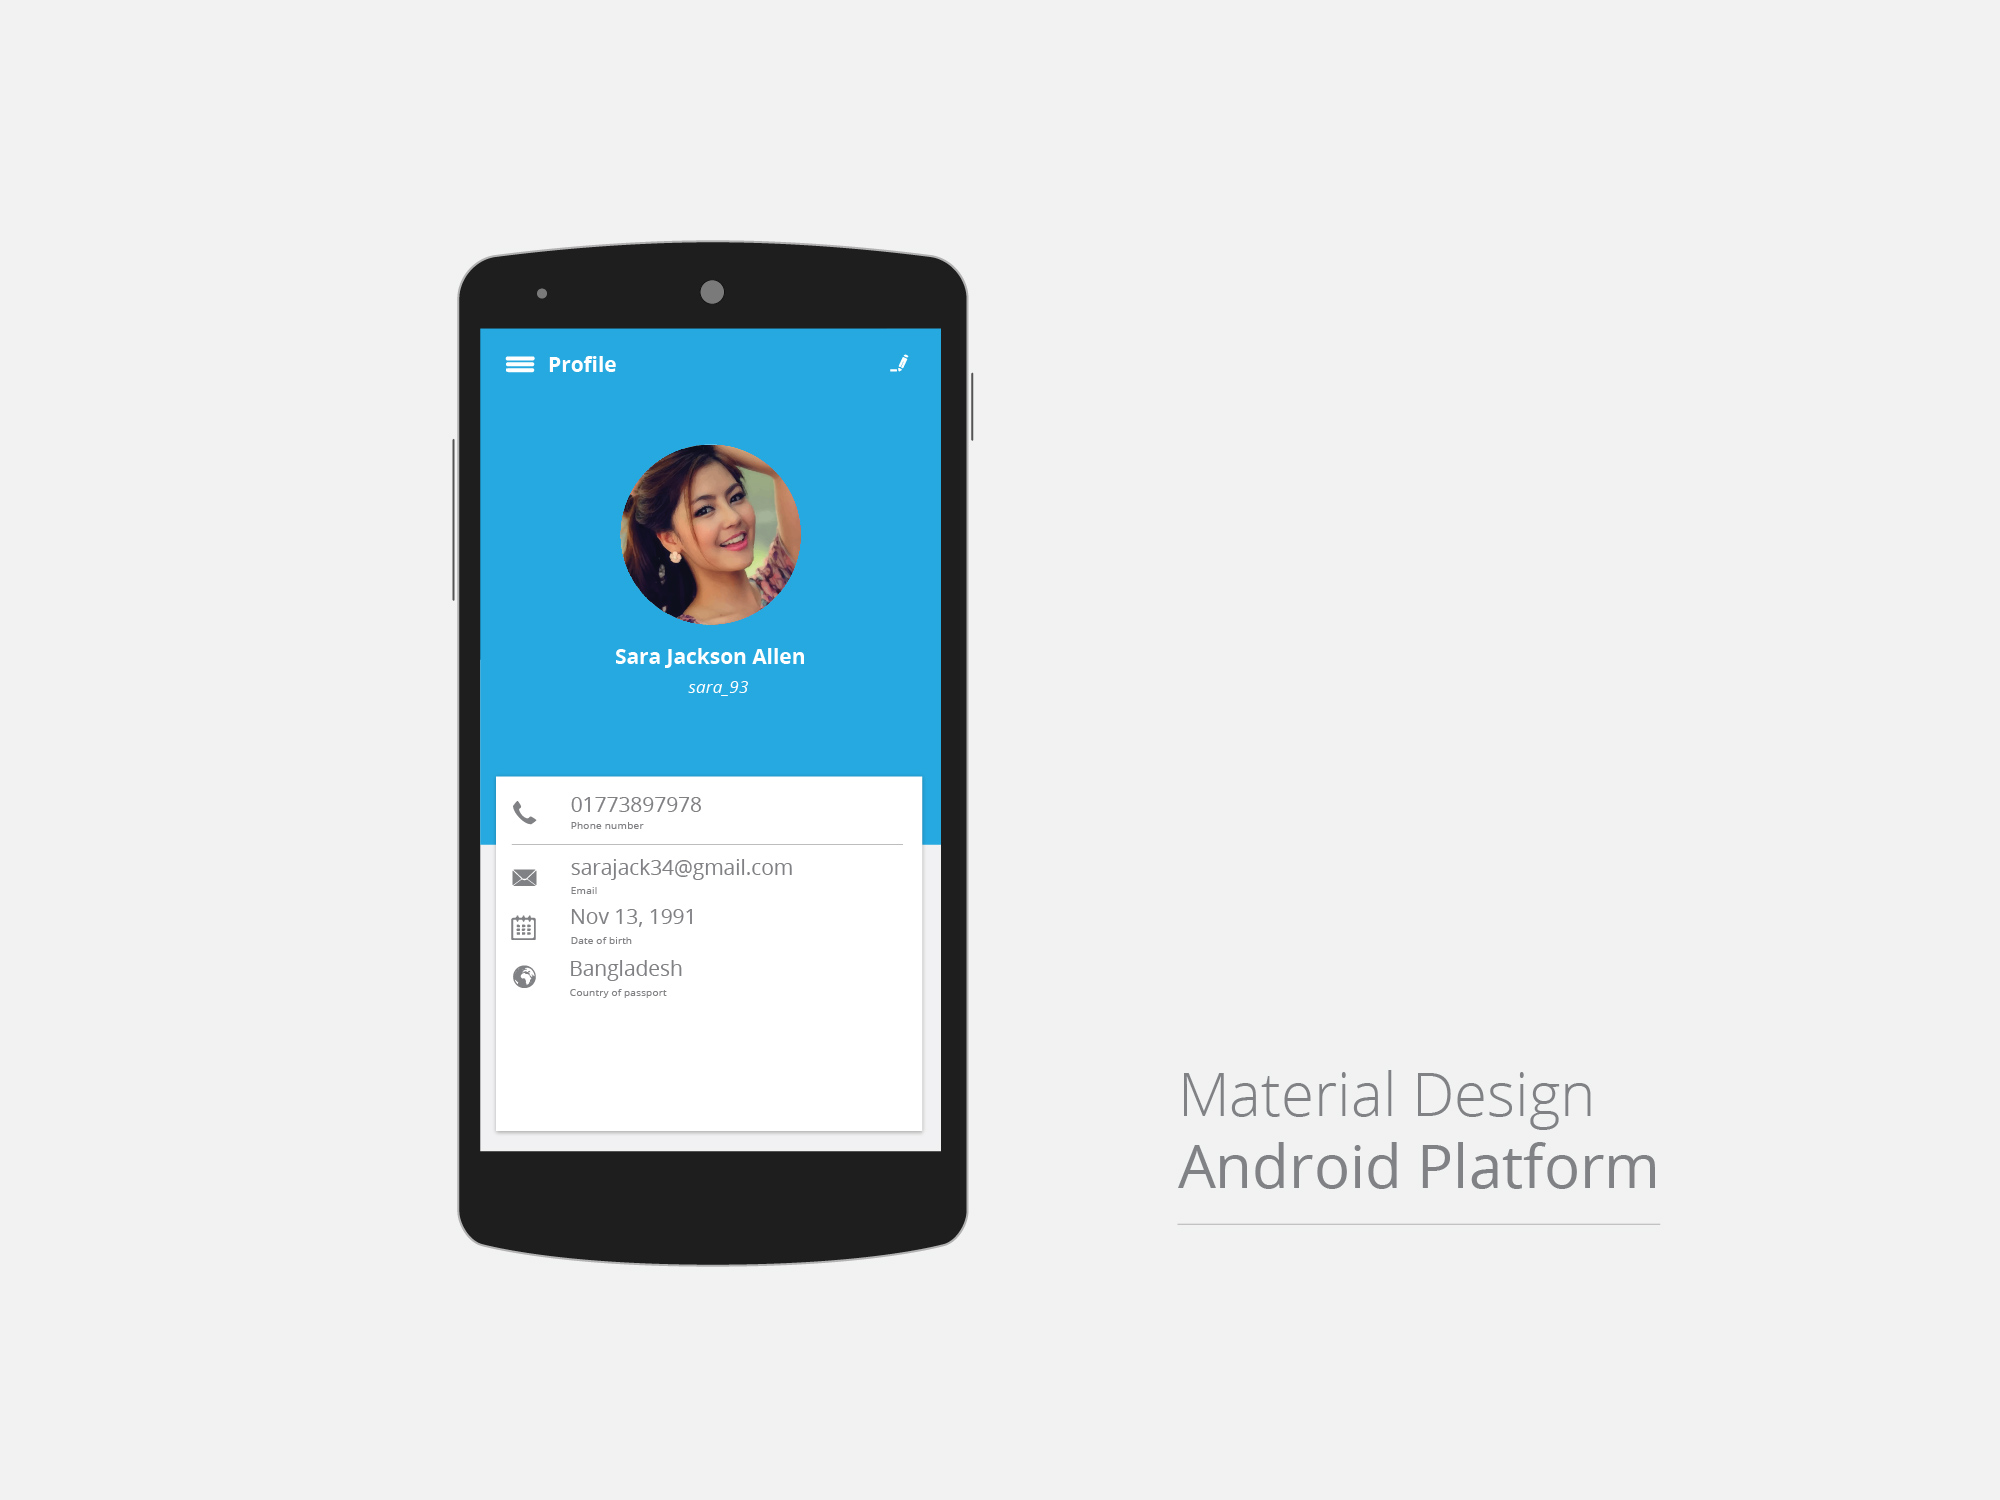 Profile
Sara Jackson Allen
sara_93
01773897978
Phone number
sarajack34@gmail.com
Email
Nov 13, 1991
Date of birth
Bangladesh
Country of passport
Material Design
Android Platform